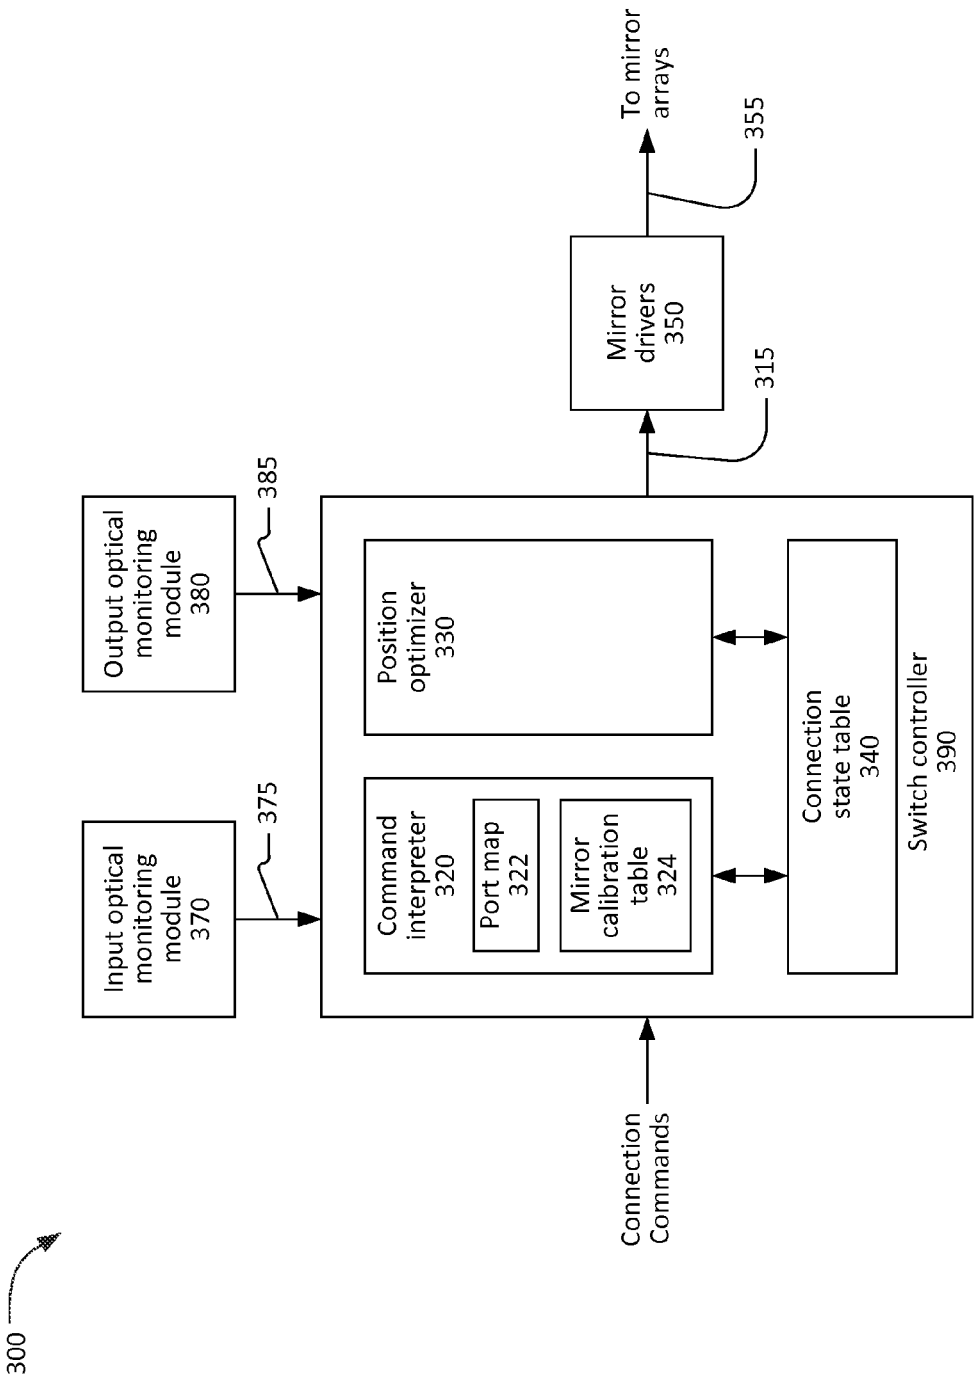 300
Input optical
monitoring
module
370
375
Output optical
monitoring
module
380
385
Connection
Commands
Command
interpreter
320
Port map
322
Mirror
calibration
table
324
Position
optimizer
330
Connection
state table
340
Switch controller
390
315
Mirror
drivers
350
355
To mirror
arrays